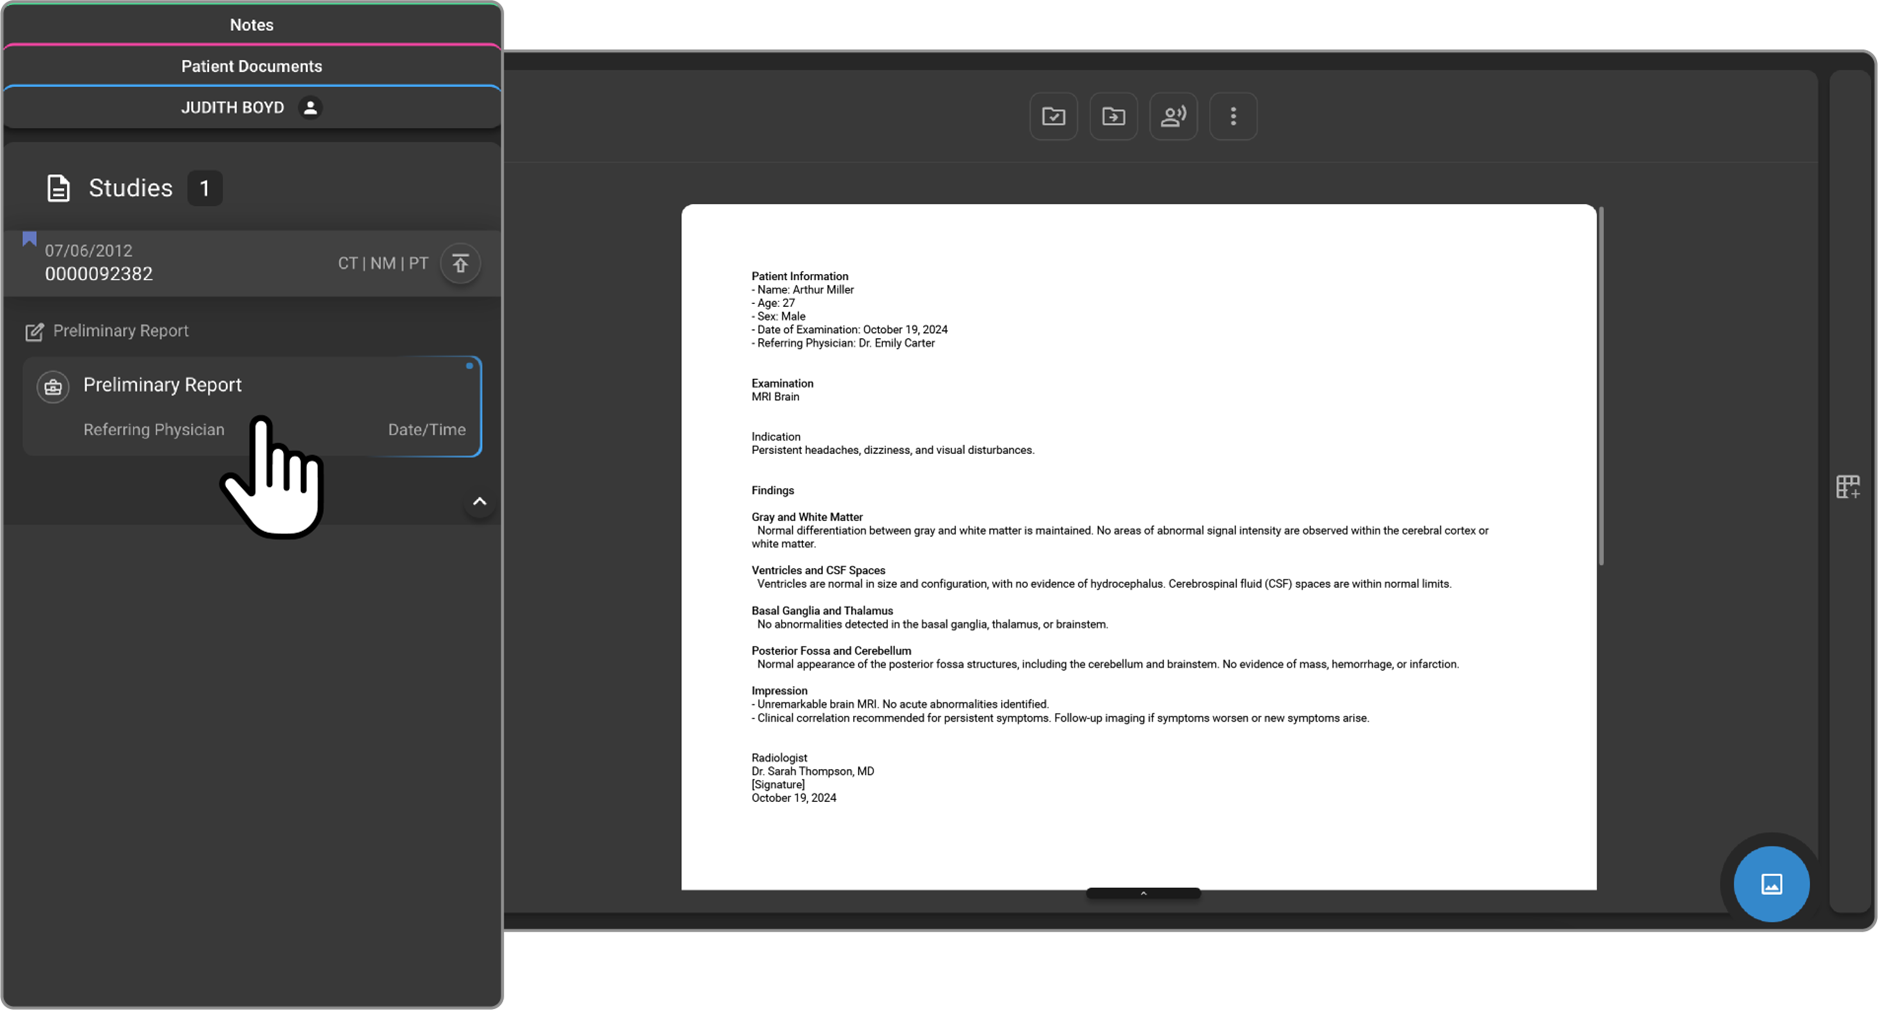 Notes
Patient Documents
JUDITH BOYD
Studies 1
07/06/2012
0000092382
CT | NM | PT
Preliminary Report
Preliminary Report
Referring Physician
Date/Time
Patient Information
- Name: Arthur Miller
- Age: 27
- Sex: Male
- Date of Examination: October 19, 2024
- Referring Physician: Dr. Emily Carter
Examination
MRI Brain
Indication
Persistent headaches, dizziness, and visual disturbances.
Findings
Gray and White Matter
Normal differentiation between gray and white matter is maintained. No areas of abnormal signal intensity are observed within the cerebral cortex or
white matter.
Ventricles and CSF Spaces
Ventricles are normal in size and configuration, with no evidence of hydrocephalus. Cerebrospinal fluid (CSF) spaces are within normal limits.
Basal Ganglia and Thalamus
No abnormalities detected in the basal ganglia, thalamus, or brainstem.
Posterior Fossa and Cerebellum
Normal appearance of the posterior fossa structures, including the cerebellum and brainstem. No evidence of mass, hemorrhage, or infarction.
Impression
- Unremarkable brain MRI. No acute abnormalities identified.
- Clinical correlation recommended for persistent symptoms. Follow-up imaging if symptoms worsen or new symptoms arise.
Radiologist
Dr. Sarah Thompson, MD
[Signature]
October 19, 2024